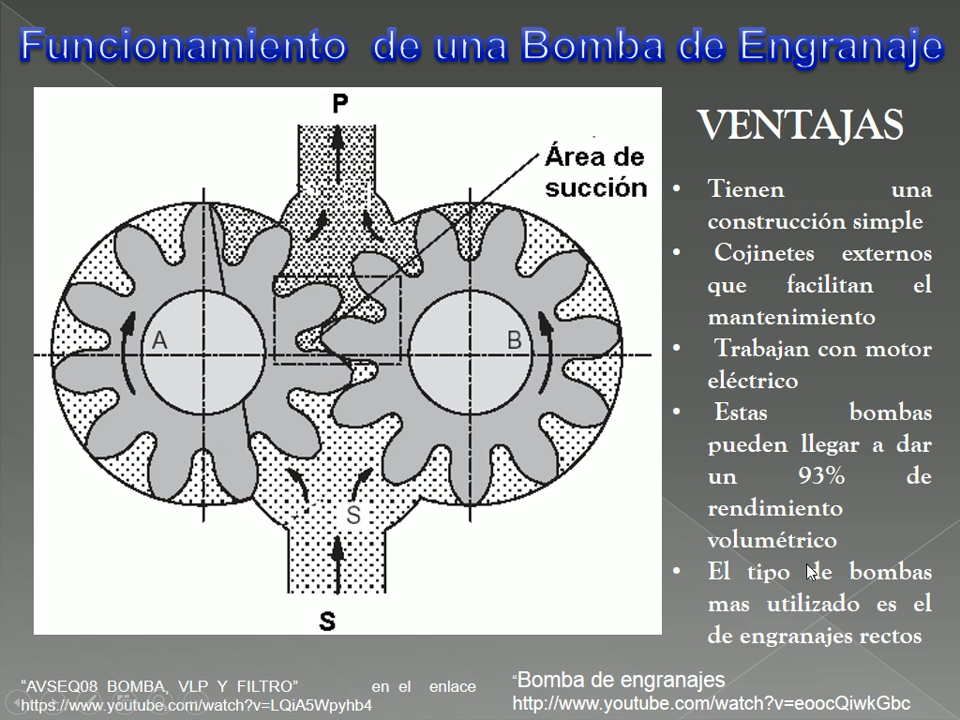 Funcionamiento de una Bomba de Engranaje
P
Área de
succión
A
B
S
S
VENTAJAS
• Tienen una
construcción simple
• Cojinetes externos
que facilitan el
mantenimiento
• Trabajan con motor
eléctrico
• Estas bombas
pueden llegar a dar
un 93% de
rendimiento
volumétrico
• El tipo de bombas
mas utilizado es el
de engranajes rectos
“AVSEQ08 BOMBA, VLP Y FILTRO” en el enlace
https://www.youtube.com/watch?v=LQiA5Wpyhb4
“Bomba de engranajes
http://www.youtube.com/watch?v=eoocQiwkGbc